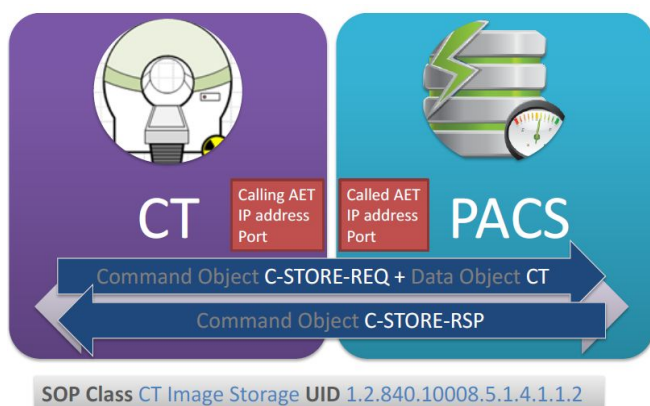 CT
Calling AET
IP address
Port
Called AET
IP address
Port
PACS
Command Object C-STORE-REQ + Data Object CT
Command Object C-STORE-RSP
SOP Class CT Image Storage UID 1.2.840.10008.5.1.4.1.1.2